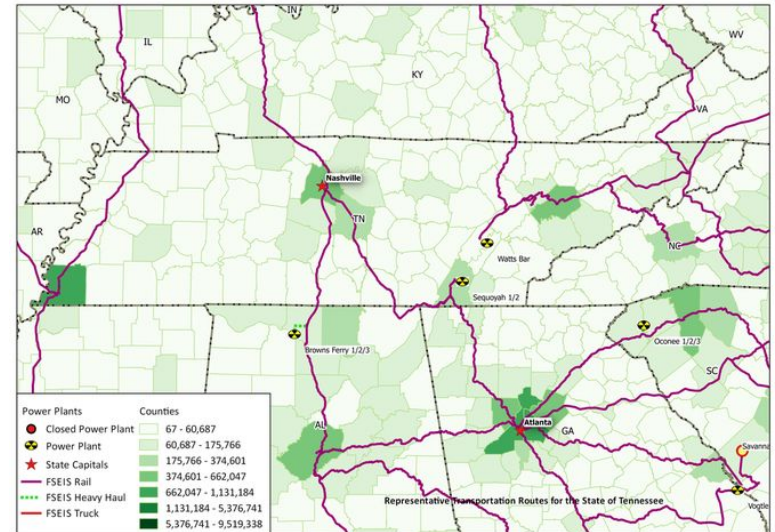 IN
WV
IL
KY
MO
VA
Nashville
TN
AR
NC
Watts Bar
Sequoyah 1/2
Browns Ferry 1/2/3
Oconee 1/2/3
SC
AL
Atlanta
GA
Savanna
Vogtle
Representative Transportation Routes for the State of Tennessee
Power Plants
Closed Power Plant
Power Plant
State Capitals
FSEIS Rail
FSEIS Heavy Haul
FSEIS Truck
Counties
67 - 60,687
60,687 - 175,766
175,766 - 374,601
374,601 - 662,047
662,047 - 1,131,184
1,131,184 - 5,376,741
5,376,741 - 9,519,338